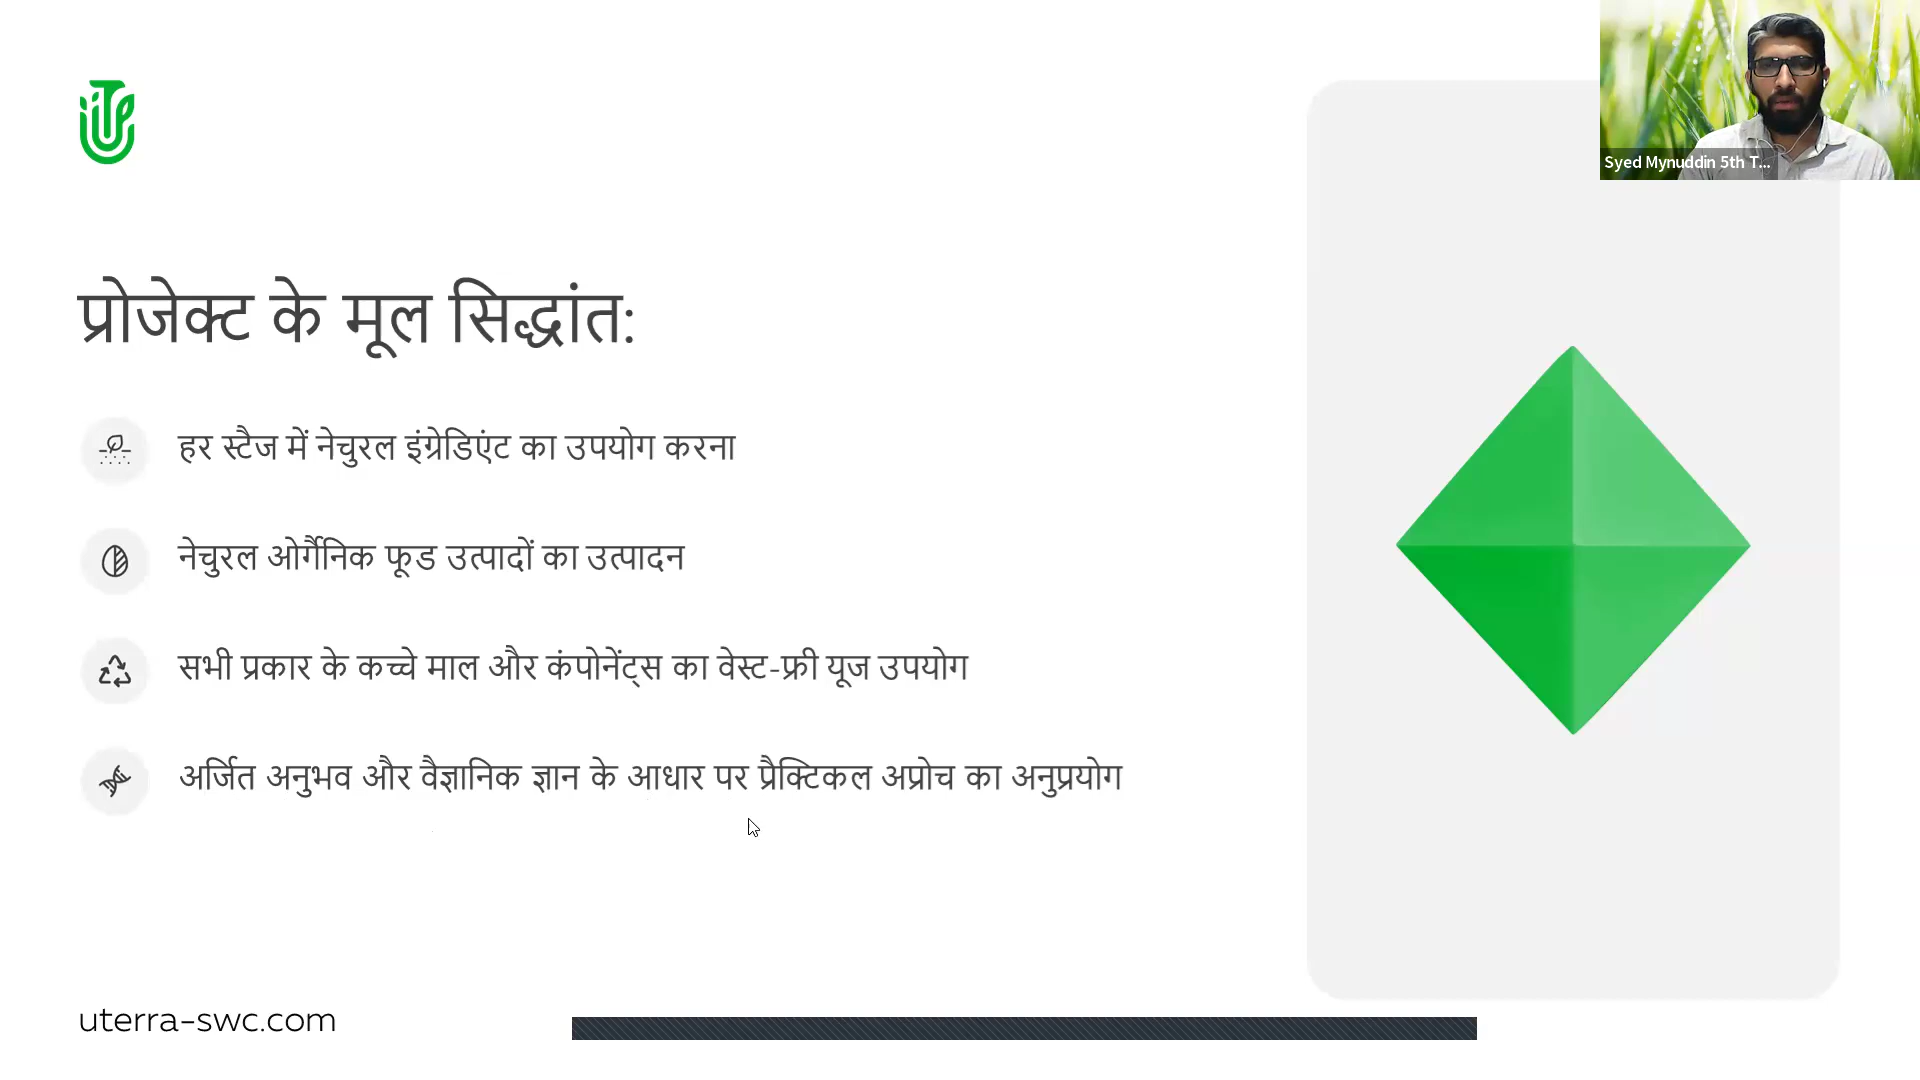 Syed Mynuddin 5th T...
प्रोजेक्ट के मूल सिद्धांत:
हर स्टैज में नेचुरल इंग्रेडिएंट का उपयोग करना
नेचुरल ओर्गैनिक फूड उत्पादों का उत्पादन
सभी प्रकार के कच्चे माल और कंपोनेंट्स का वेस्ट-फ्री यूज उपयोग
अर्जित अनुभव और वैज्ञानिक ज्ञान के आधार पर प्रैक्टिकल अप्रोच का अनुप्रयोग
uterra-swc.com